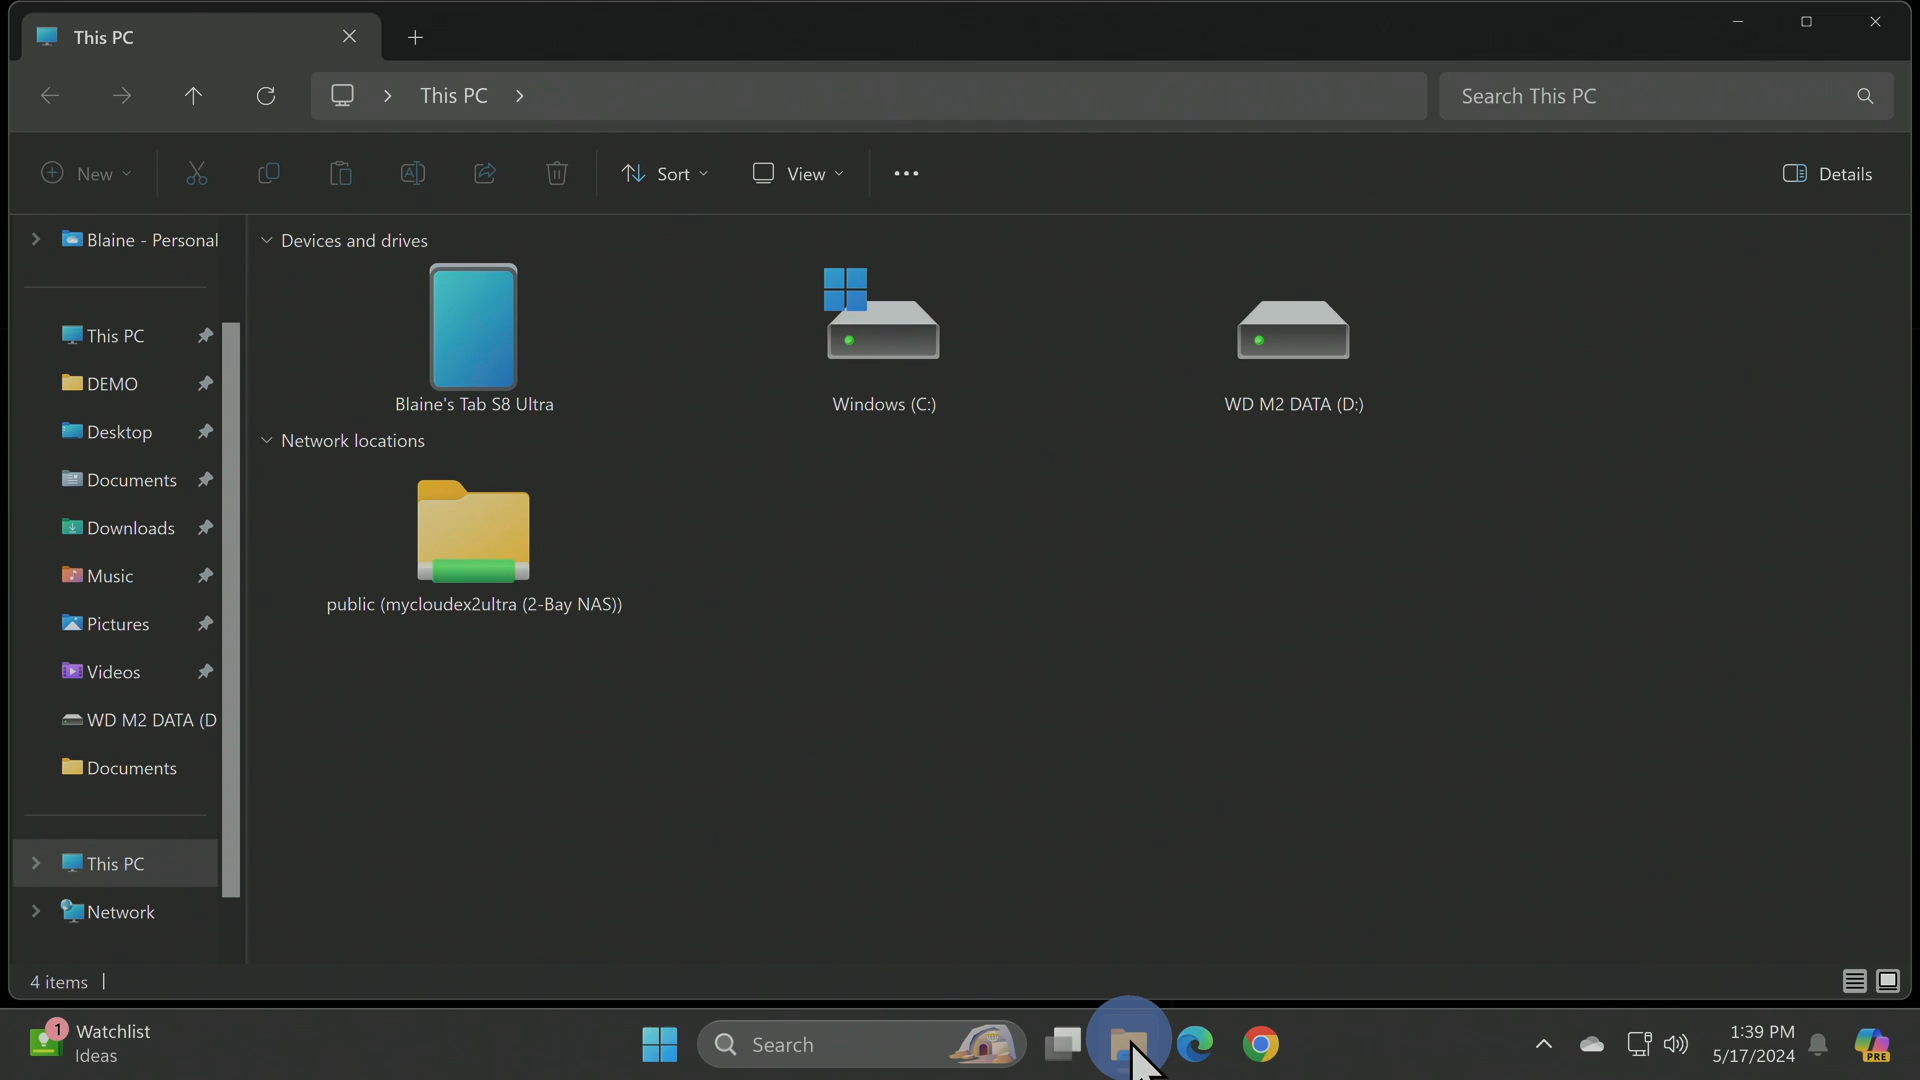 This PC
This PC
Search This PC
New
Sort
View
Details
Blaine - Personal
This PC
DEMO
Desktop
Documents
Downloads
Music
Pictures
Videos
WD M2 DATA (D
Documents
This PC
Network
Devices and drives
Blaine's Tab S8 Ultra
Windows (C:)
WD M2 DATA (D:)
Network locations
public (mycloudex2ultra (2-Bay NAS))
4 items
1
Watchlist
Ideas
Search
1:39 PM
5/17/2024
PRE